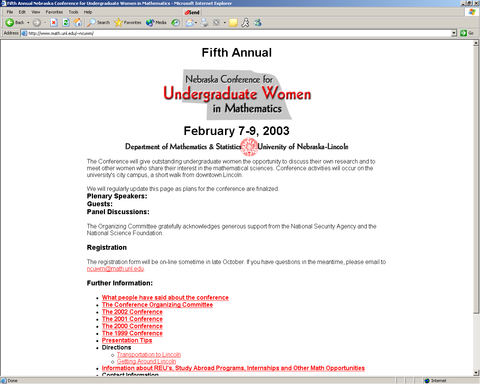 Fifth Annual Nebraska Conference for Undergraduate Women in Mathematics - Microsoft Internet Explorer
File Edit View Favorites Tools Help
Back Search Favorites Media
Address http://www.math.unl.edu/~ncuwm/ Go
Fifth Annual
Nebraska Conference for
Undergraduate Women
in Mathematics
February 7-9, 2003
Department of Mathematics & Statistics University of Nebraska-Lincoln
The Conference will give outstanding undergraduate women the opportunity to discuss their own research and to
meet other women who share their interest in the mathematical sciences. Conference activities will occur on the
university's city campus, a short walk from downtown Lincoln.
We will regularly update this page as plans for the conference are finalized.
Plenary Speakers:
Guests:
Panel Discussions:
The Organizing Committee gratefully acknowledges generous support from the National Security Agency and the
National Science Foundation.
Registration
The registration form will be on-line sometime in late October. If you have questions in the meantime, please email to
ncuwm@math.unl.edu.
Further Information:
What people have said about the conference
The Conference Organizing Committee
The 2002 Conference
The 2001 Conference
The 2000 Conference
The 1999 Conference
Presentation Tips
Directions
Transportation to Lincoln
Getting Around Lincoln
Information about REU's, Study Abroad Programs, Internships and Other Math Opportunities
Contact Information
Done Internet